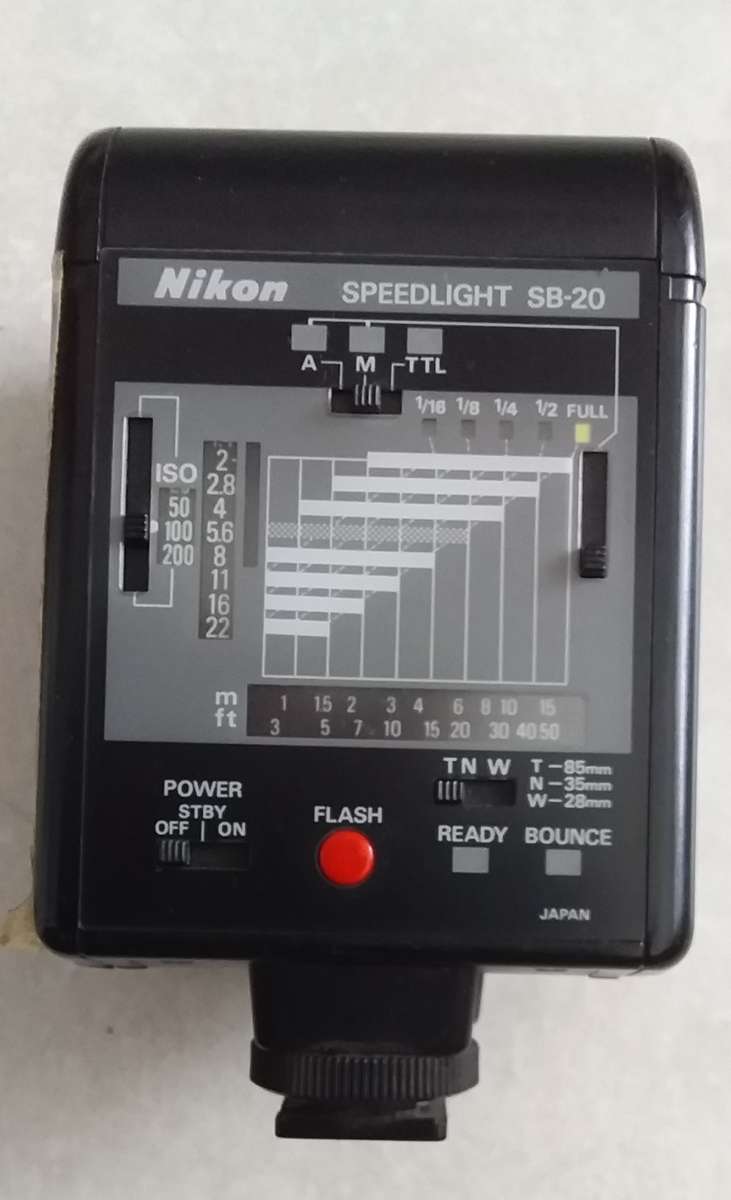 Nikon SPEEDLIGHT SB-20
A M TTL
1/16 1/8 1/4 1/2 FULL
ISO
50
100
200
2
2.8
4
5.6
8
11
16
22
m 1 1.5 2 3 4 6 8 10 15
ft 3 5 7 10 15 20 30 40 50
T N W
T-85mm
N-35mm
W-28mm
POWER
STBY
OFF | ON
FLASH
READY BOUNCE
JAPAN